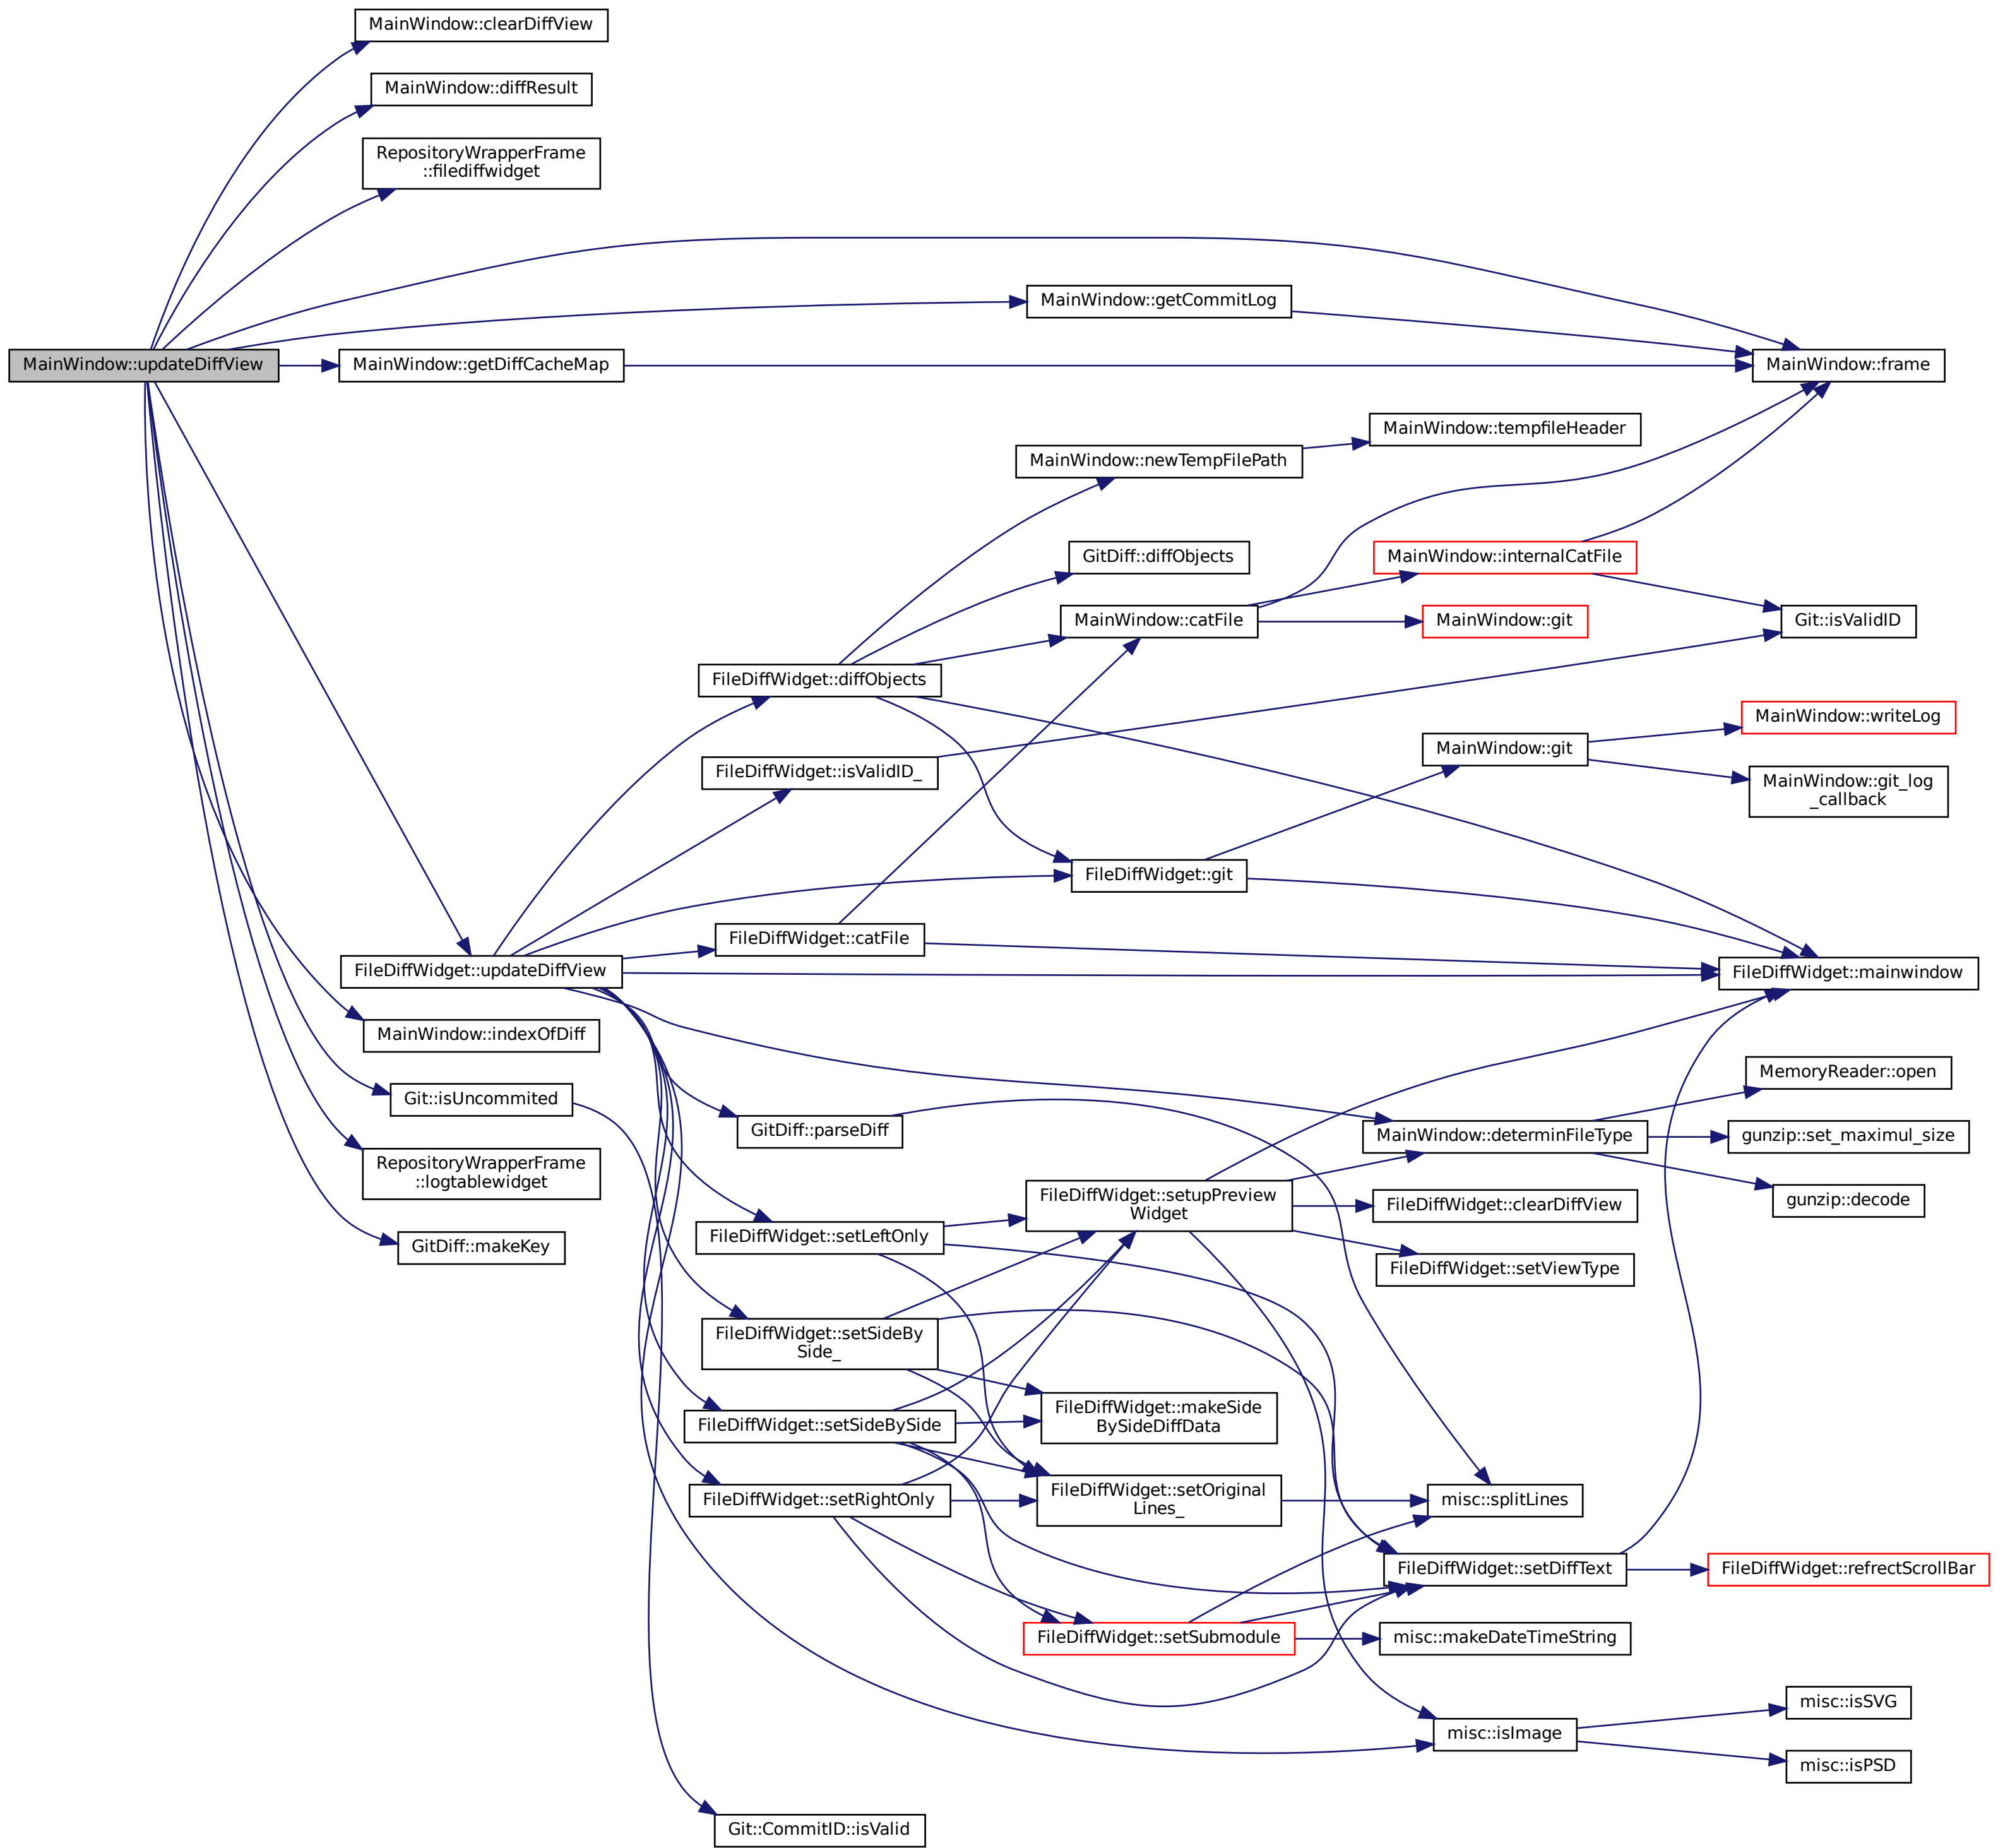 MainWindow::clearDiffView
MainWindow::diffResult
RepositoryWrapperFrame
::filediffwidget
MainWindow::getCommitLog
MainWindow::updateDiffView
MainWindow::getDiffCacheMap
MainWindow::frame
MainWindow::tempfileHeader
MainWindow::newTempFilePath
GitDiff::diffObjects
MainWindow::internalCatFile
MainWindow::catFile
MainWindow::git
Git::isValidID
FileDiffWidget::diffObjects
MainWindow::writeLog
MainWindow::git
FileDiffWidget::isValidID_
MainWindow::git_log
_callback
FileDiffWidget::git
FileDiffWidget::catFile
FileDiffWidget::updateDiffView
FileDiffWidget::mainwindow
MainWindow::indexOfDiff
MemoryReader::open
Git::isUncommited
GitDiff::parseDiff
MainWindow::determinFileType
gunzip::set_maximul_size
RepositoryWrapperFrame
::logtablewidget
FileDiffWidget::setupPreview
Widget
FileDiffWidget::clearDiffView
gunzip::decode
FileDiffWidget::setLeftOnly
GitDiff::makeKey
FileDiffWidget::setViewType
FileDiffWidget::setSideBy
Side_
FileDiffWidget::makeSide
BySideDiffData
FileDiffWidget::setSideBySide
FileDiffWidget::setRightOnly
FileDiffWidget::setOriginal
Lines_
misc::splitLines
FileDiffWidget::setDiffText
FileDiffWidget::refrectScrollBar
FileDiffWidget::setSubmodule
misc::makeDateTimeString
misc::isSVG
misc::isImage
misc::isPSD
Git::CommitID::isValid